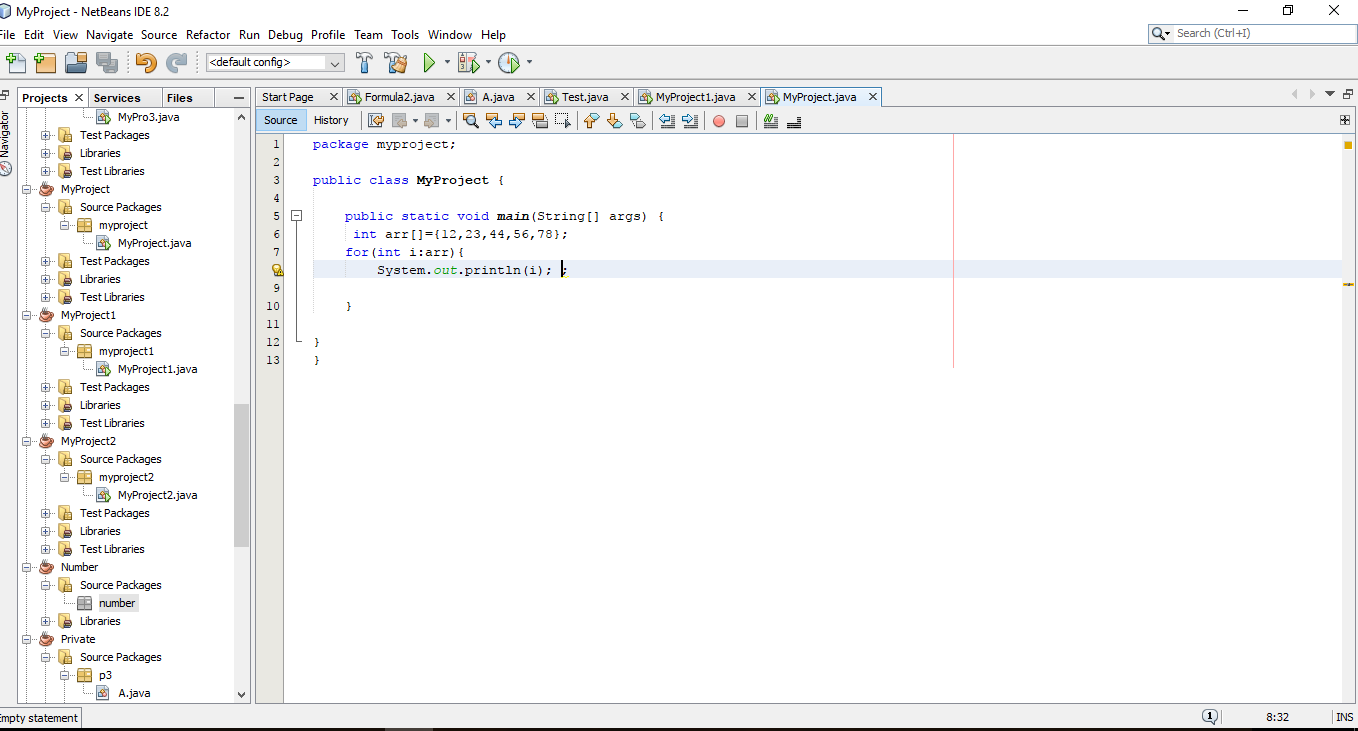 MyProject - NetBeans IDE 8.2
File Edit View Navigate Source Refactor Run Debug Profile Team Tools Window Help
Search (Ctrl+I)
<default config>
Projects Services Files
Navigator
MyPro3.java
Test Packages
Libraries
Test Libraries
MyProject
Source Packages
myproject
MyProject.java
Test Packages
Libraries
Test Libraries
MyProject1
Source Packages
myproject1
MyProject1.java
Test Packages
Libraries
Test Libraries
MyProject2
Source Packages
myproject2
MyProject2.java
Test Packages
Libraries
Test Libraries
Number
Source Packages
number
Libraries
Private
Source Packages
p3
A.java
Start Page Formula2.java A.java Test.java MyProject1.java MyProject.java
Source History
1 package myproject;
2
3 public class MyProject {
4
5 public static void main(String[] args) {
6 int arr[]={12,23,44,56,78};
7 for(int i:arr){
System.out.println(i); ;
9
10 }
11
12 }
13 }
Empty statement
1
8:32
INS